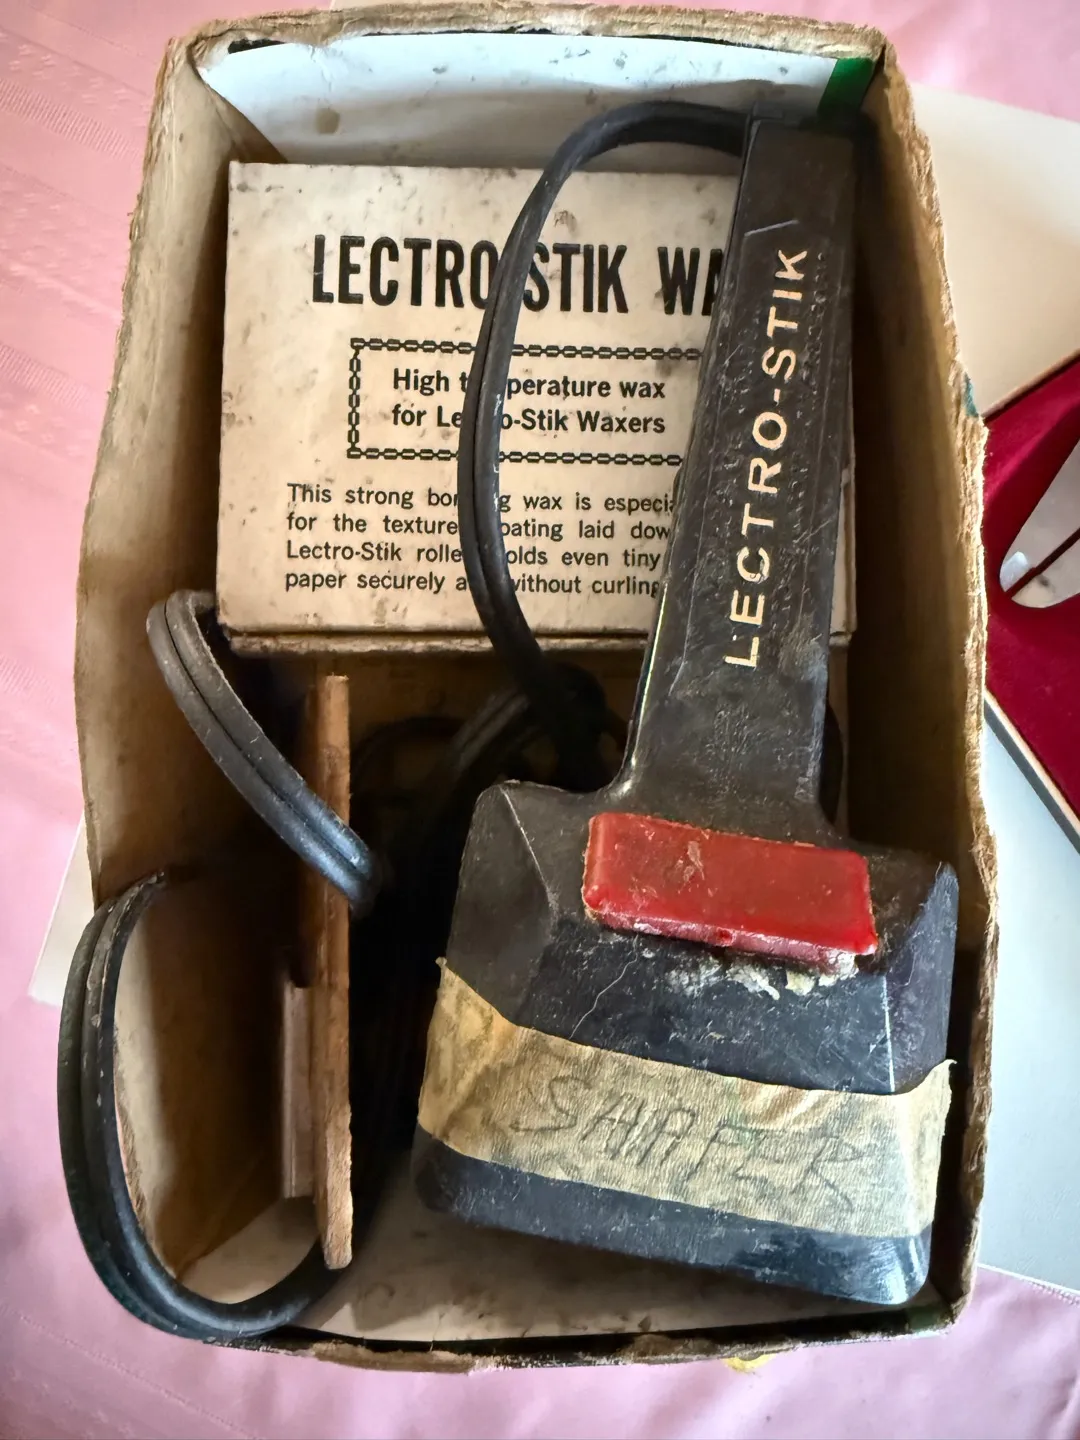 LECTRO-STIK WA
High t perature wax
for Le o-Stik Waxers
This strong bo g wax is especia
for the texture oating laid dow
Lectro-Stik rolle olds even tiny
paper securely a without curling
LECTRO-STIK